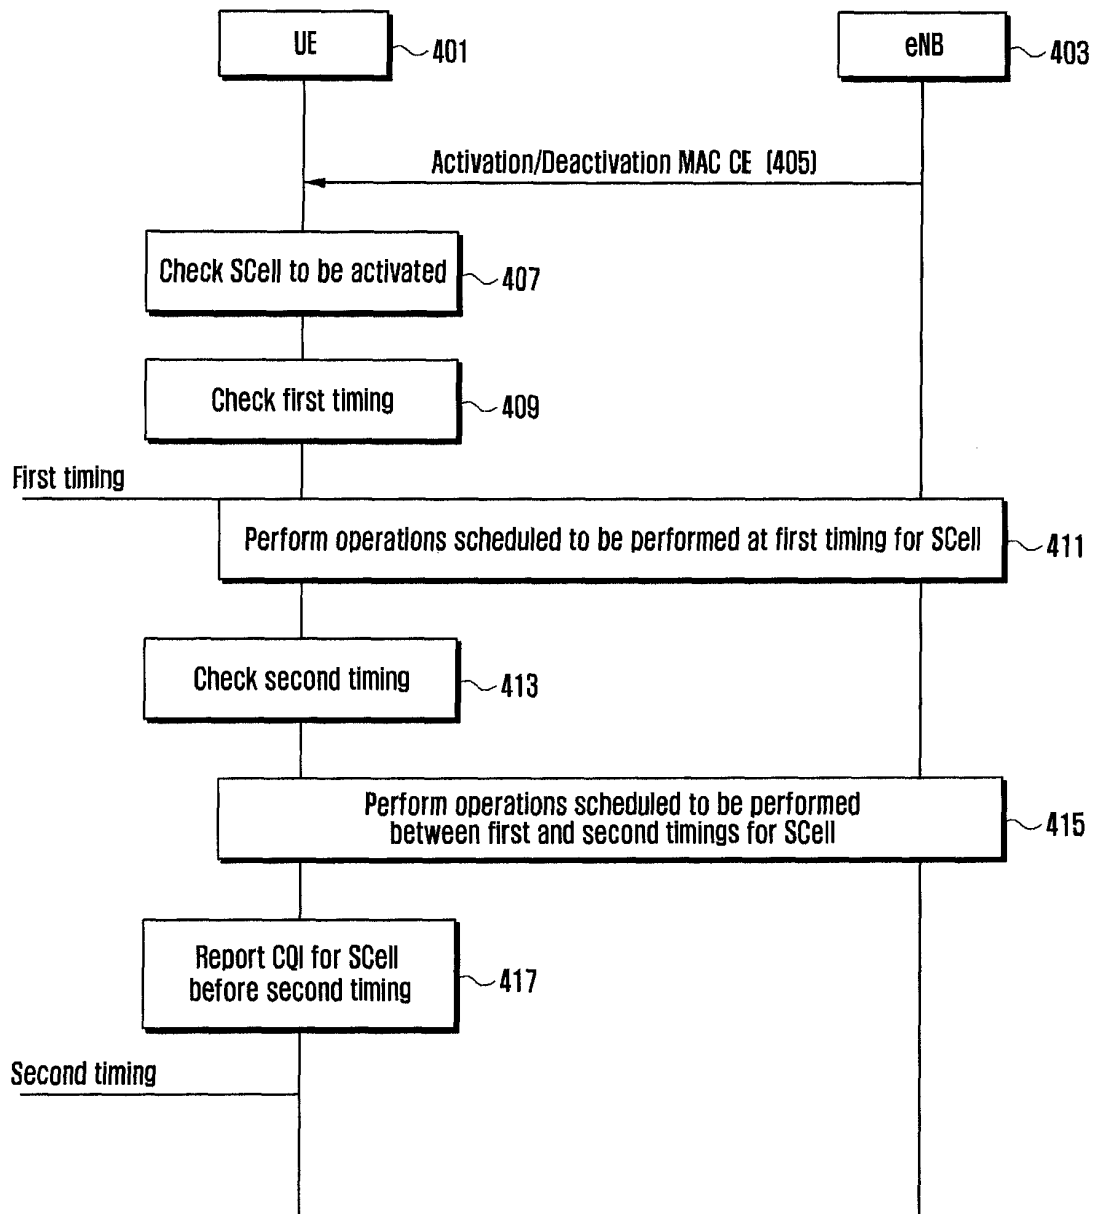 UE
401
eNB
403
Activation/Deactivation MAC CE (405)
Check SCell to be activated
407
Check first timing
409
First timing
Perform operations scheduled to be performed at first timing for SCell
411
Check second timing
413
Perform operations scheduled to be performed
between first and second timings for SCell
415
Report CQI for SCell
before second timing
417
Second timing